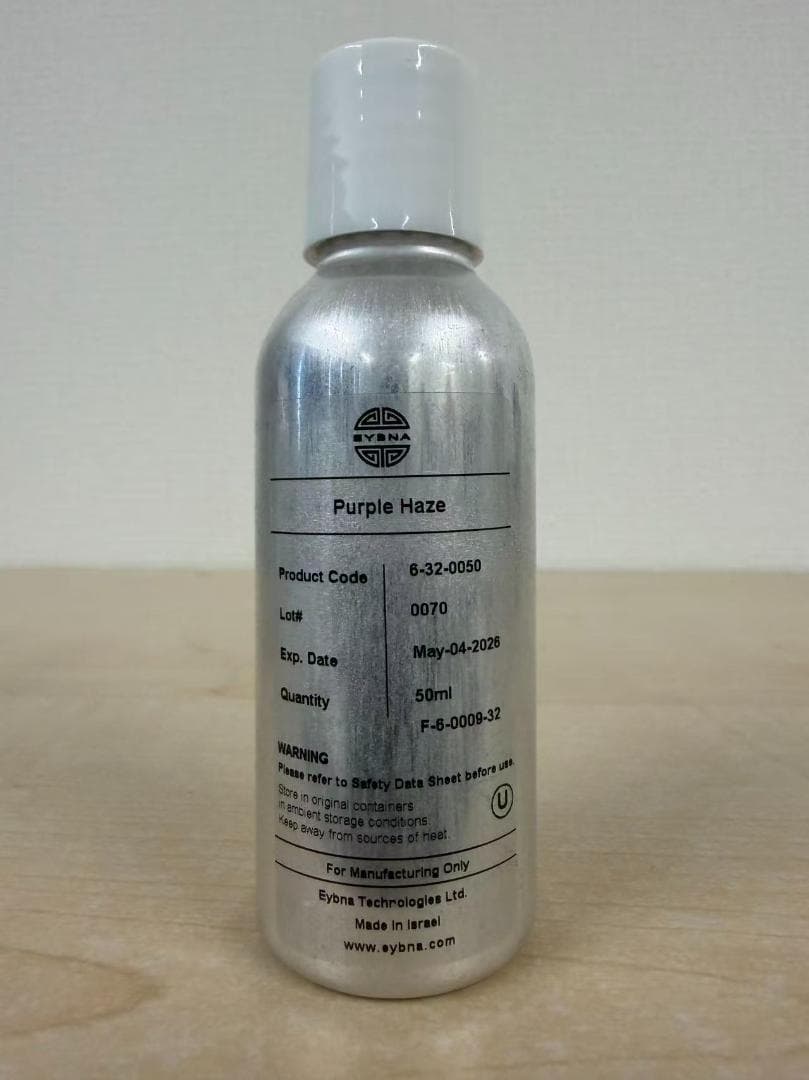 EYBNA
Purple Haze
Product Code 6-32-0050
Lot# 0070
Exp. Date May-04-2026
Quantity 50ml
F-6-0009-32
WARNING
Please refer to Safety Data Sheet before use.
Store in original containers
in ambient storage conditions.
Keep away from sources of heat.
U
For Manufacturing Only
Eybna Technologies Ltd.
Made in Israel
www.eybna.com